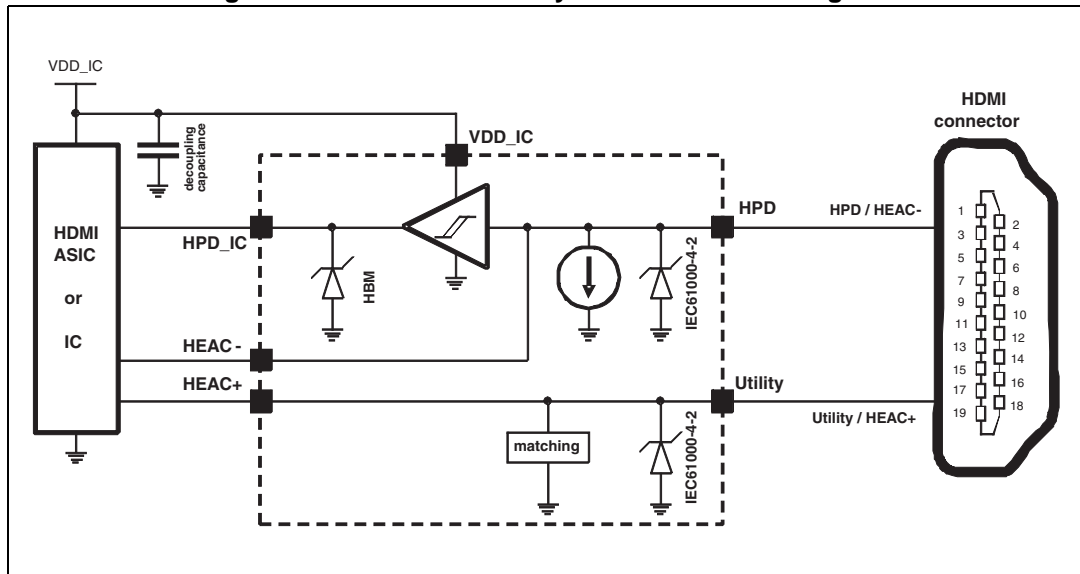 VDD_IC
decoupling
capacitance
VDD_IC
HDMI
connector
HDMI
ASIC
or
IC
HPD_IC
HBM
IEC61000-4-2
HPD
HPD / HEAC-
HEAC -
HEAC+
matching
IEC61000-4-2
Utility
Utility / HEAC+
1
2
3
4
5
6
7
8
9
10
11
12
13
14
15
16
17
18
19